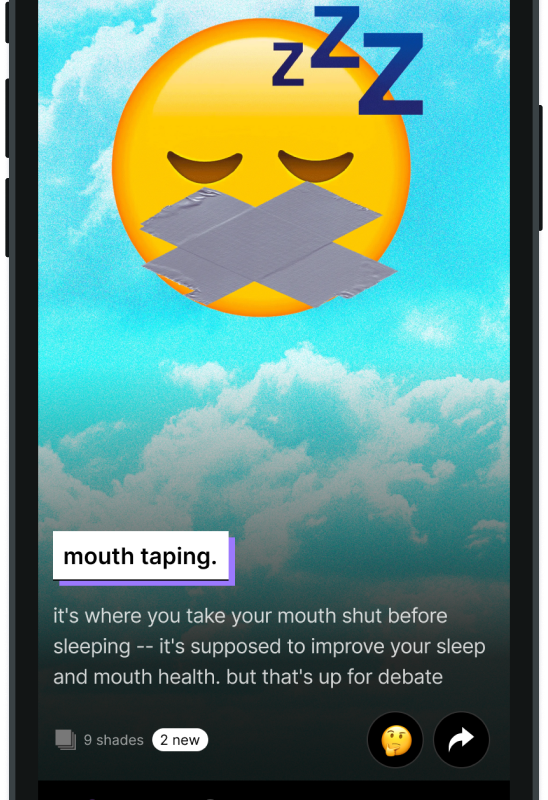 z
Z
Z
mouth taping.
it's where you take your mouth shut before
sleeping -- it's supposed to improve your sleep
and mouth health. but that's up for debate
9 shades 2 new